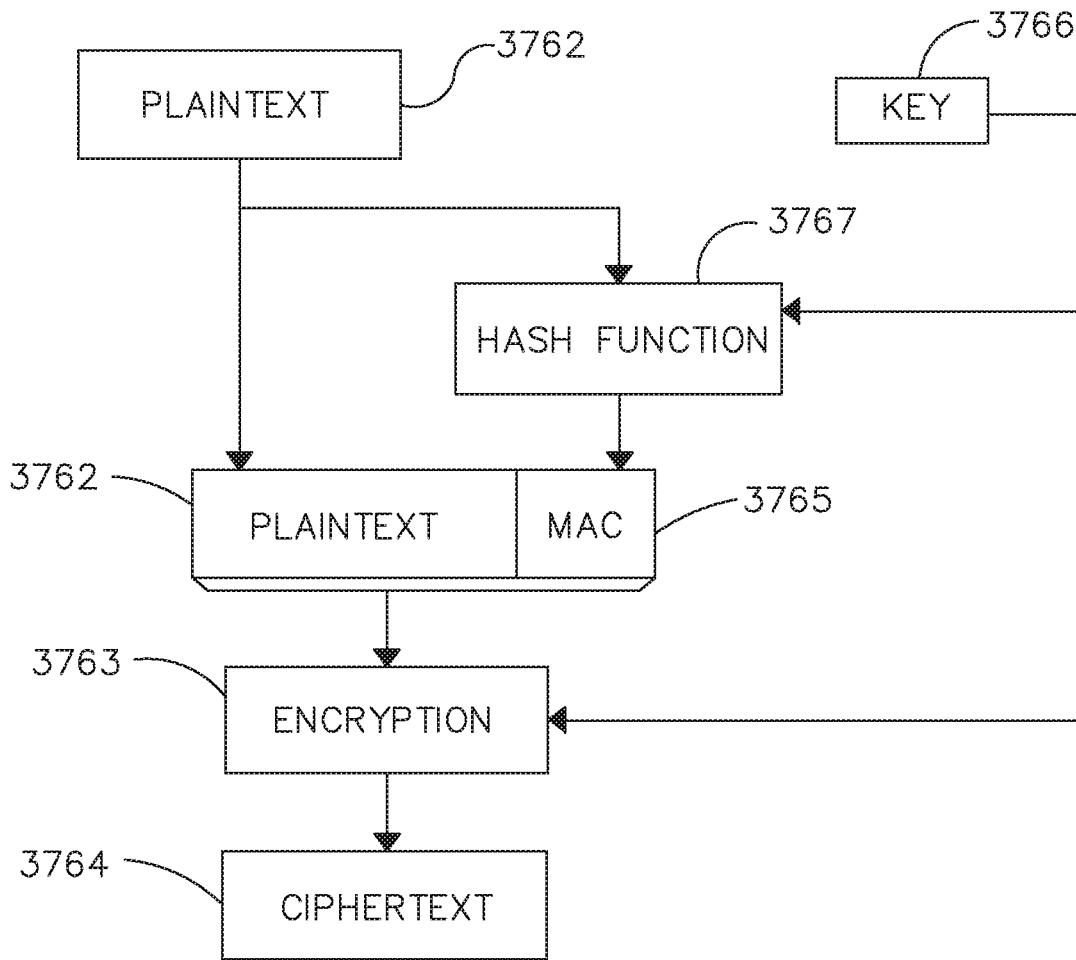 3762
3766
PLAINTEXT
KEY
3767
HASH FUNCTION
3762
3765
PLAINTEXT
MAC
3763
ENCRYPTION
3764
CIPHERTEXT